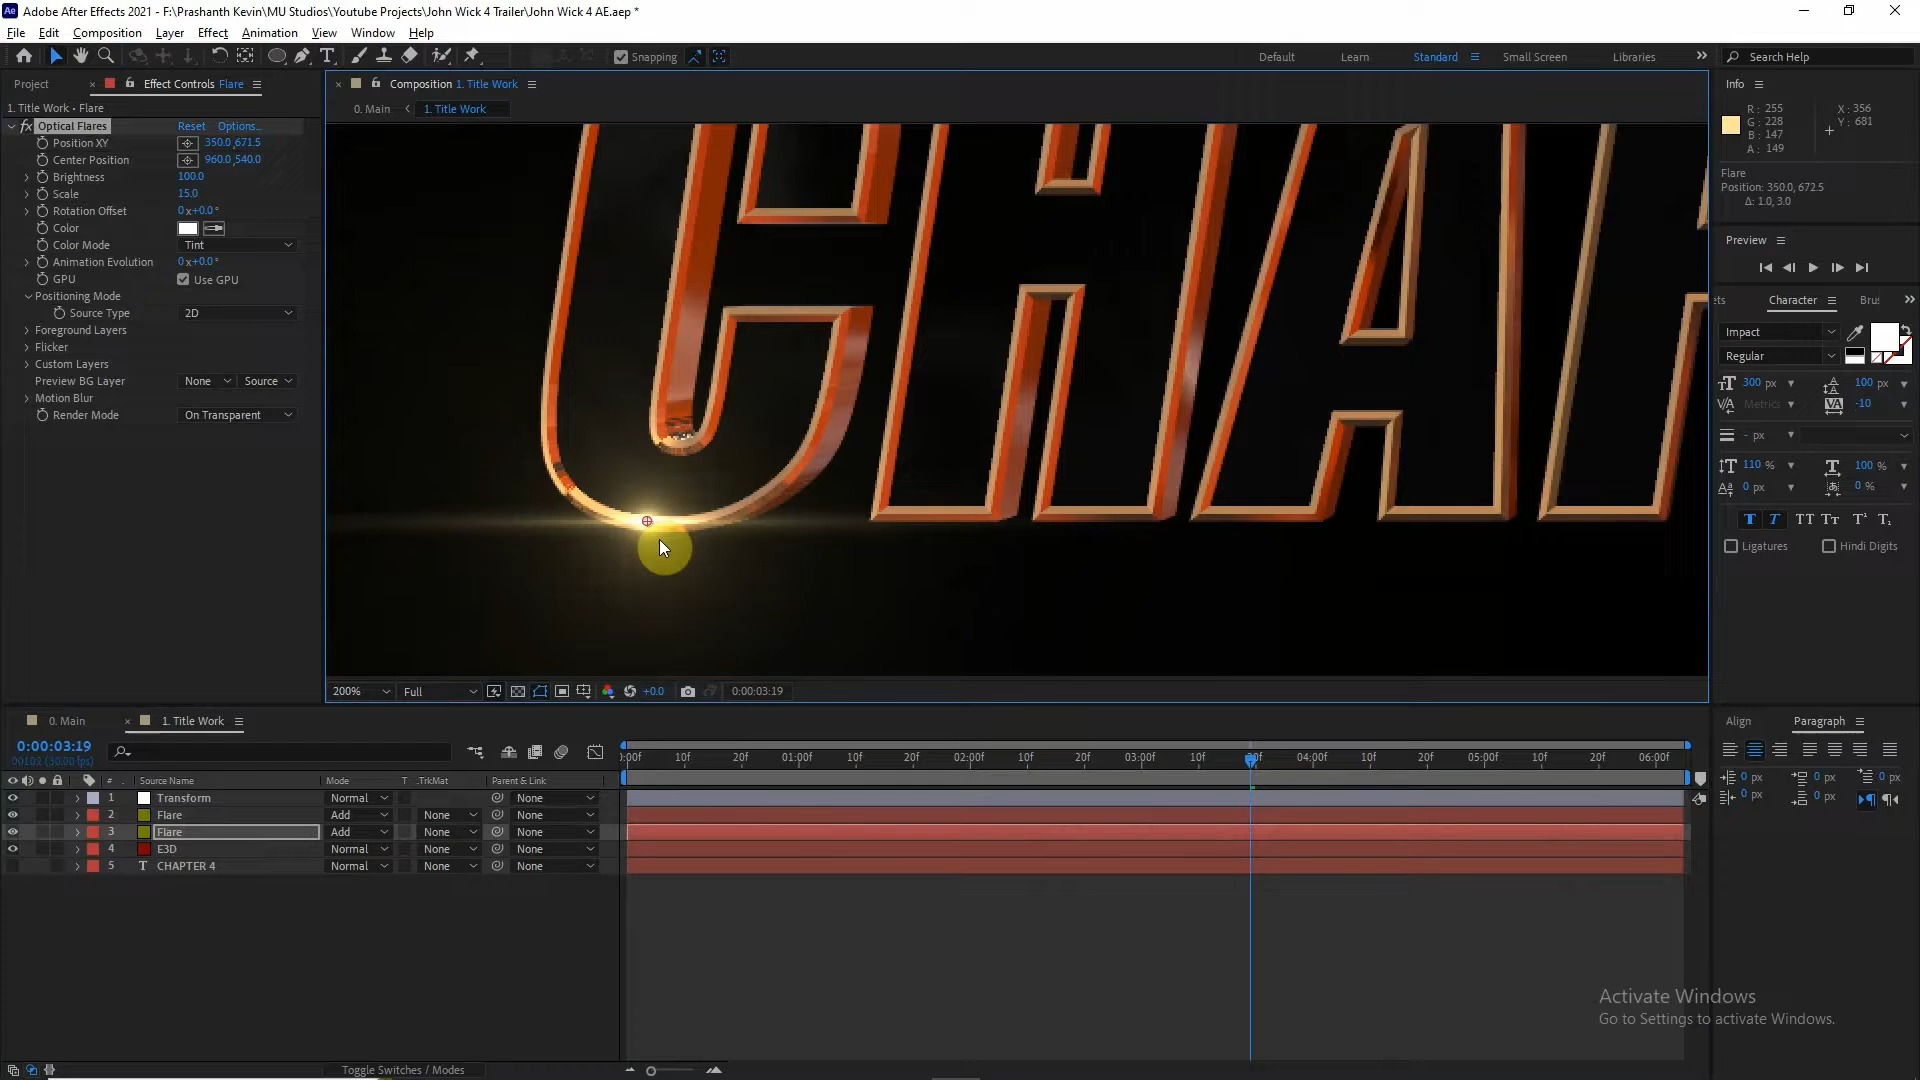 Adobe After Effects 2021 - F:\Prashanth Kevin\MU Studios\Youtube Projects\John Wick 4 Trailer\John Wick 4 AE.aep *
File Edit Composition Layer Effect Animation View Window Help
Snapping Default Learn Standard Small Screen Libraries Search Help
Project Effect Controls Flare
1. Title Work • Flare
fx Optical Flares Reset Options...
Position XY 350.0,671.5
Center Position 960.0,540.0
Brightness 100.0
Scale 15.0
Rotation Offset 0x+0.0°
Color
Color Mode Tint
Animation Evolution 0x+0.0°
GPU Use GPU
Positioning Mode
Source Type 2D
Foreground Layers
Flicker
Custom Layers
Preview BG Layer None Source
Motion Blur
Render Mode On Transparent
Composition 1. Title Work
0. Main 1. Title Work
CHA
200% Full +0.0 0:00:03:19
Info
R: 255 X: 356
G: 228 Y: 681
B: 147
A: 149
Flare
Position: 350.0, 672.5
Δ: 1.0, 3.0
Preview
ets Character Brus
Impact
Regular
300 px 100 px
Metrics -10
- px
110 % 100 %
0 px 0 %
T T TT Tt T¹ T₁
Ligatures Hindi Digits
0. Main 1. Title Work
0:00:03:19
00102 (30.00 fps)
# Source Name Mode T .TrkMat Parent & Link
1 Transform Normal None
2 Flare Add None None
3 Flare Add None None
4 E3D Normal None None
5 T CHAPTER 4 Normal None None
):00f 10f 20f 01:00f 10f 20f 02:00f 10f 20f 03:00f 10f 20f 04:00f 10f 20f 05:00f 10f 20f 06:00f
Toggle Switches / Modes
Align Paragraph
0 px 0 px 0 px
0 px 0 px
Activate Windows
Go to Settings to activate Windows.